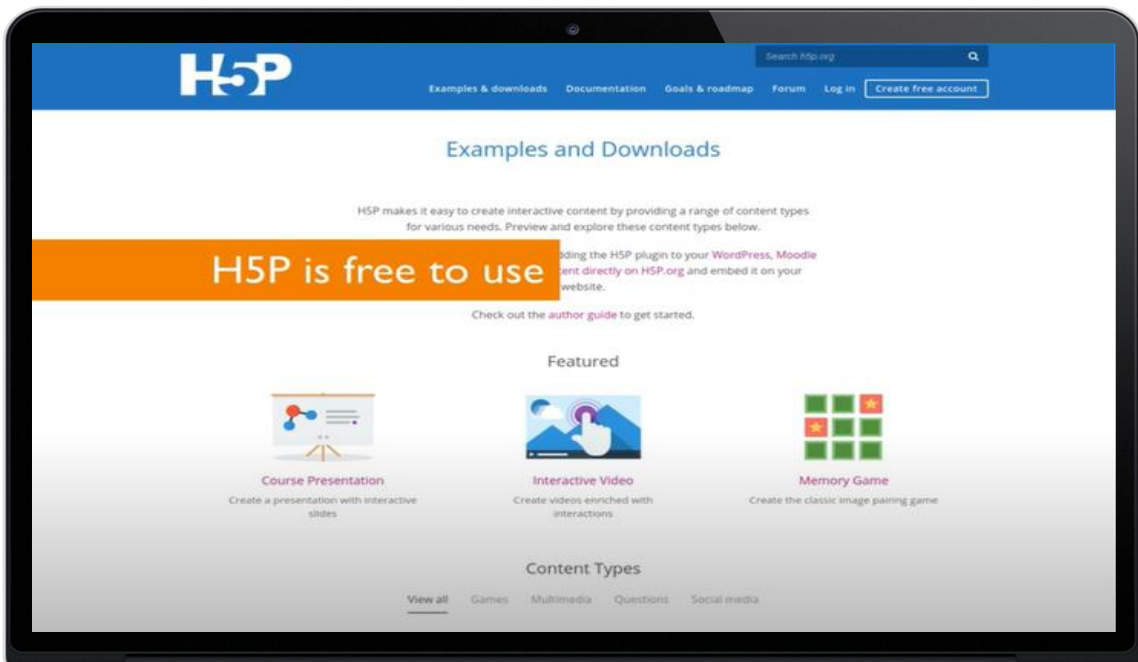 H5P
Search h5p.org
Examples & downloads Documentation Goals & roadmap Forum Log in Create free account
Examples and Downloads
H5P makes it easy to create interactive content by providing a range of content types
for various needs. Preview and explore these content types below.
H5P is free to use
dding the H5P plugin to your WordPress, Moodle
ent directly on H5P.org and embed it on your
website.
Check out the author guide to get started.
Featured
Course Presentation
Create a presentation with interactive
slides
Interactive Video
Create videos enriched with
interactions
Memory Game
Create the classic image pairing game
Content Types
View all Games Multimedia Questions Social media